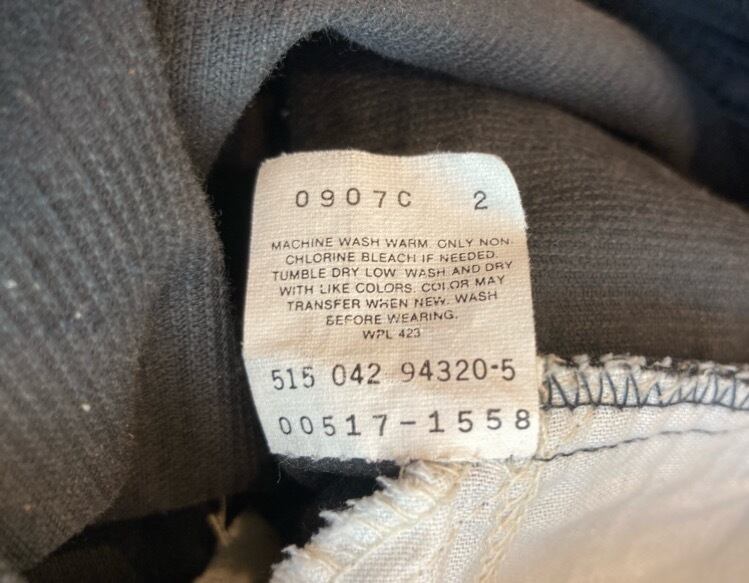 0907C 2
MACHINE WASH WARM. ONLY NON-
CHLORINE BLEACH IF NEEDED.
TUMBLE DRY LOW. WASH AND DRY
WITH LIKE COLORS. COLOR MAY
TRANSFER WHEN NEW. WASH
BEFORE WEARING.
WPL 423
515 042 94320-5
00517-1558